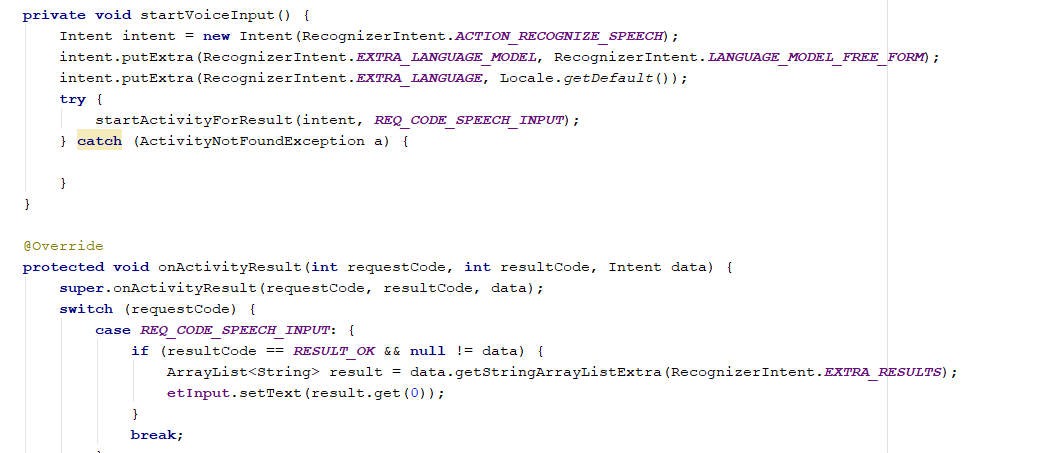 private void startVoiceInput() {
    Intent intent = new Intent(RecognizerIntent.ACTION_RECOGNIZE_SPEECH);
    intent.putExtra(RecognizerIntent.EXTRA_LANGUAGE_MODEL, RecognizerIntent.LANGUAGE_MODEL_FREE_FORM);
    intent.putExtra(RecognizerIntent.EXTRA_LANGUAGE, Locale.getDefault());
    try {
        startActivityForResult(intent, REQ_CODE_SPEECH_INPUT);
    } catch (ActivityNotFoundException a) {

    }
}

@Override
protected void onActivityResult(int requestCode, int resultCode, Intent data) {
    super.onActivityResult(requestCode, resultCode, data);
    switch (requestCode) {
        case REQ_CODE_SPEECH_INPUT: {
            if (resultCode == RESULT_OK && null != data) {
                ArrayList<String> result = data.getStringArrayListExtra(RecognizerIntent.EXTRA_RESULTS);
                etInput.setText(result.get(0));
            }
            break;